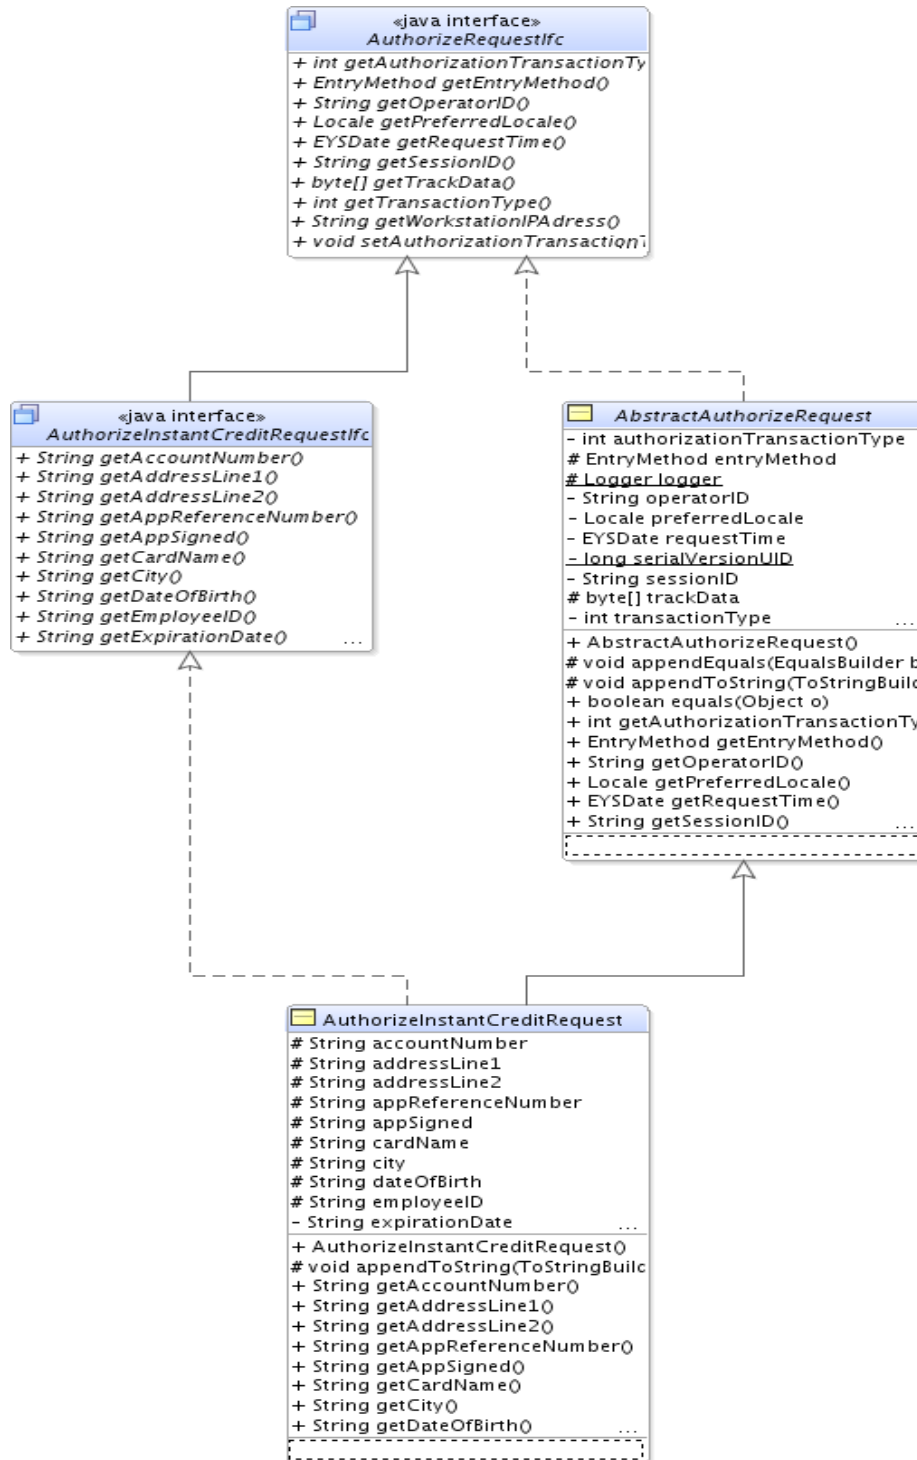 «java interface»
AuthorizeRequestIfc
+ int getAuthorizationTransactionTy
+ EntryMethod getEntryMethod()
+ String getOperatorID()
+ Locale getPreferredLocale()
+ EYSDate getRequestTime()
+ String getSessionID()
+ byte[] getTrackData()
+ int getTransactionType()
+ String getWorkstationIPAdress()
+ void setAuthorizationTransactionT
...
«java interface»
AuthorizeInstantCreditRequestIfc
+ String getAccountNumber()
+ String getAddressLine1()
+ String getAddressLine2()
+ String getAppReferenceNumber()
+ String getAppSigned()
+ String getCardName()
+ String getCity()
+ String getDateOfBirth()
+ String getEmployeeID()
+ String getExpirationDate() ...
AbstractAuthorizeRequest
- int authorizationTransactionType
# EntryMethod entryMethod
# Logger logger
- String operatorID
- Locale preferredLocale
- EYSDate requestTime
- long serialVersionUID
- String sessionID
# byte[] trackData
- int transactionType ...
+ AbstractAuthorizeRequest()
# void appendEquals(EqualsBuilder b
# void appendToString(ToStringBuild
+ boolean equals(Object o)
+ int getAuthorizationTransactionTy
+ EntryMethod getEntryMethod()
+ String getOperatorID()
+ Locale getPreferredLocale()
+ EYSDate getRequestTime()
+ String getSessionID() ...
AuthorizeInstantCreditRequest
# String accountNumber
# String addressLine1
# String addressLine2
# String appReferenceNumber
# String appSigned
# String cardName
# String city
# String dateOfBirth
# String employeeID
- String expirationDate ...
+ AuthorizeInstantCreditRequest()
# void appendToString(ToStringBuilc
+ String getAccountNumber()
+ String getAddressLine1()
+ String getAddressLine2()
+ String getAppReferenceNumber()
+ String getAppSigned()
+ String getCardName()
+ String getCity()
+ String getDateOfBirth() ...